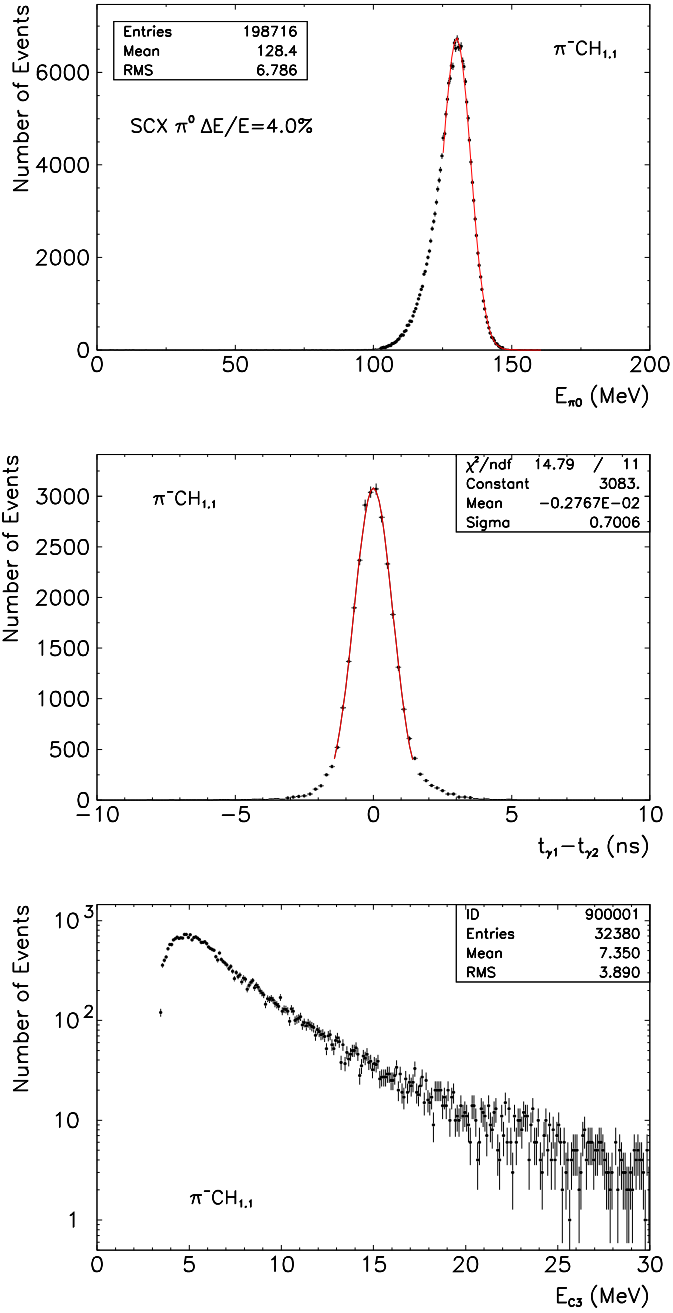 Entries 198716
Mean 128.4
RMS 6.786
π⁻CH₁.₁
SCX π⁰ ΔE/E=4.0%
Number of Events
6000
4000
2000
0
0 50 100 150 200
E_π0 (MeV)
χ²/ndf 14.79 / 11
Constant 3083.
Mean −0.2767E−02
Sigma 0.7006
π⁻CH₁.₁
Number of Events
3000
2500
2000
1500
1000
500
0
−10 −5 0 5 10
t_γ1−t_γ2 (ns)
ID 900001
Entries 32380
Mean 7.350
RMS 3.890
Number of Events
10³
10²
10
1
π⁻CH₁.₁
0 5 10 15 20 25 30
E_C3 (MeV)